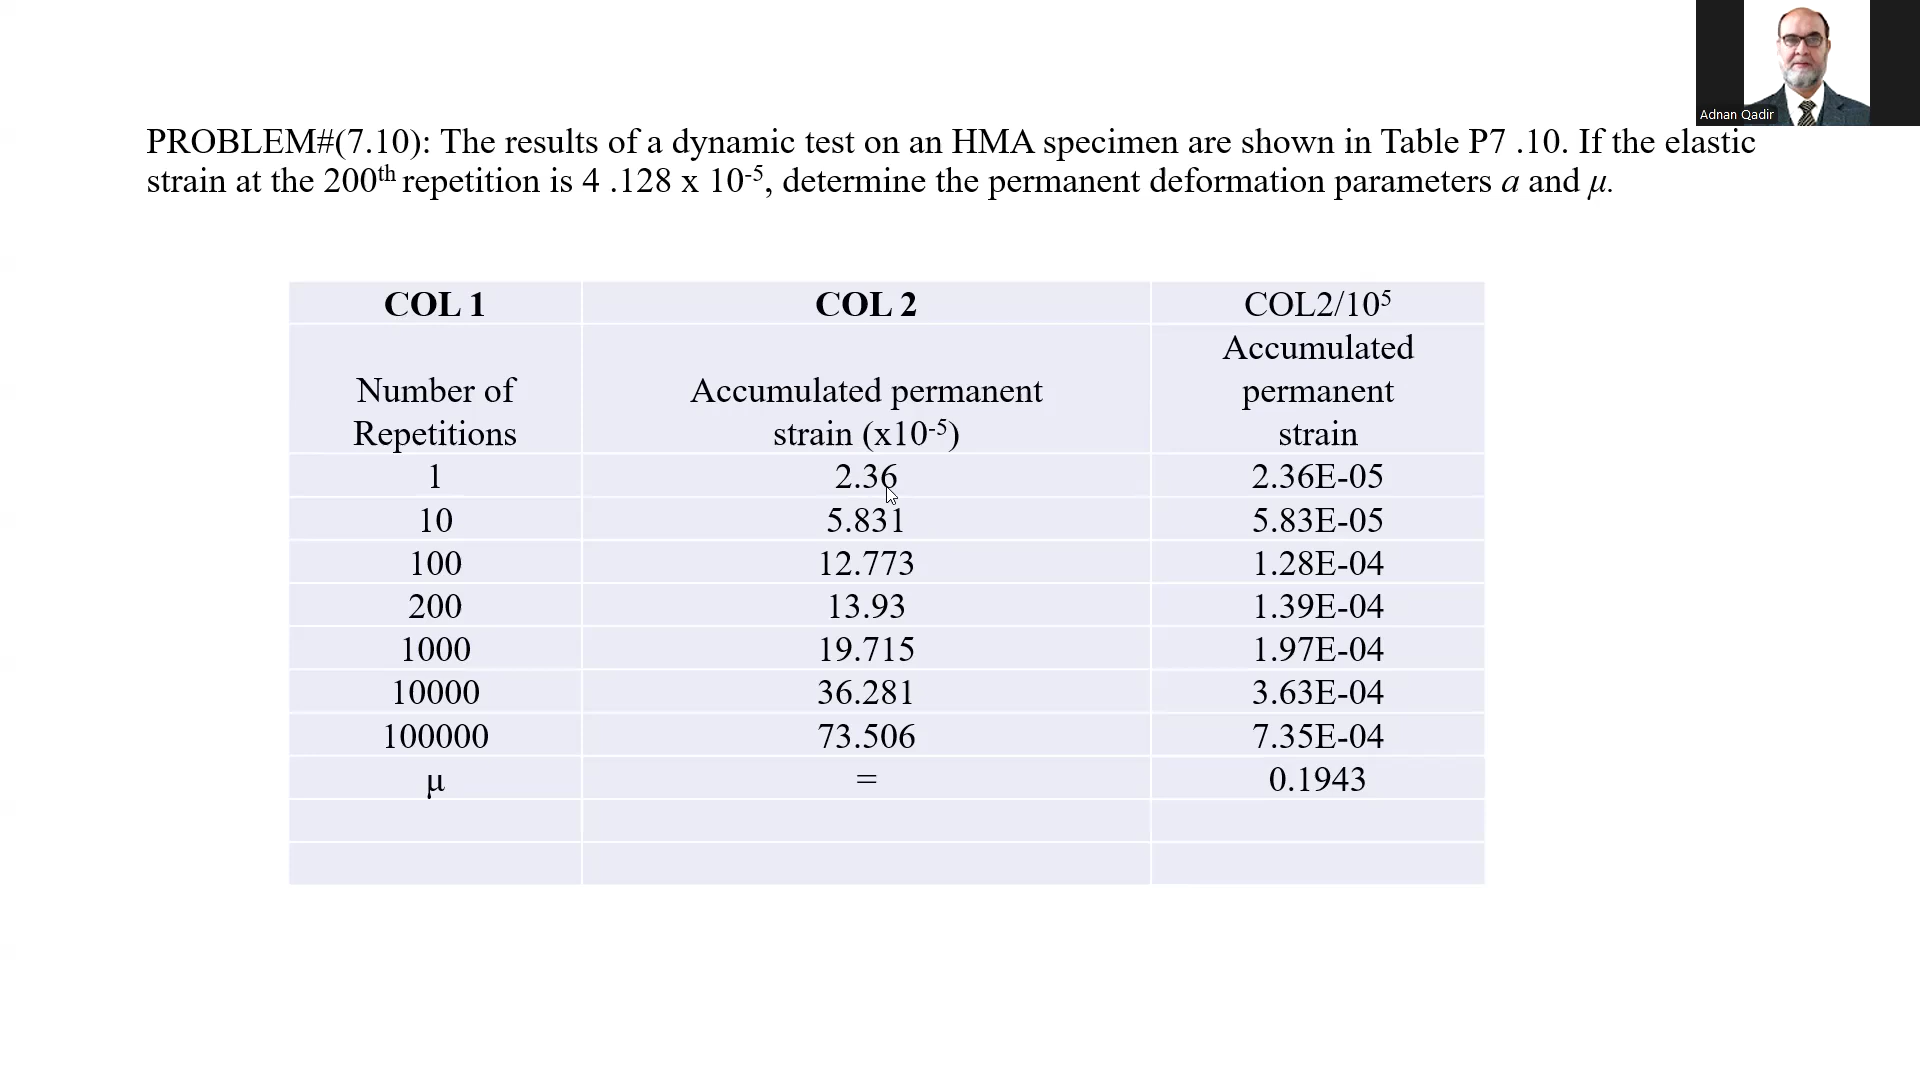 Adnan Qadir
PROBLEM#(7.10): The results of a dynamic test on an HMA specimen are shown in Table P7 .10. If the elastic
strain at the 200th repetition is 4 .128 x 10-5, determine the permanent deformation parameters a and μ.
COL 1 COL 2 COL2/10⁵
Number of Repetitions Accumulated permanent strain (x10-5) Accumulated permanent strain
1 2.36 2.36E-05
10 5.831 5.83E-05
100 12.773 1.28E-04
200 13.93 1.39E-04
1000 19.715 1.97E-04
10000 36.281 3.63E-04
100000 73.506 7.35E-04
μ = 0.1943